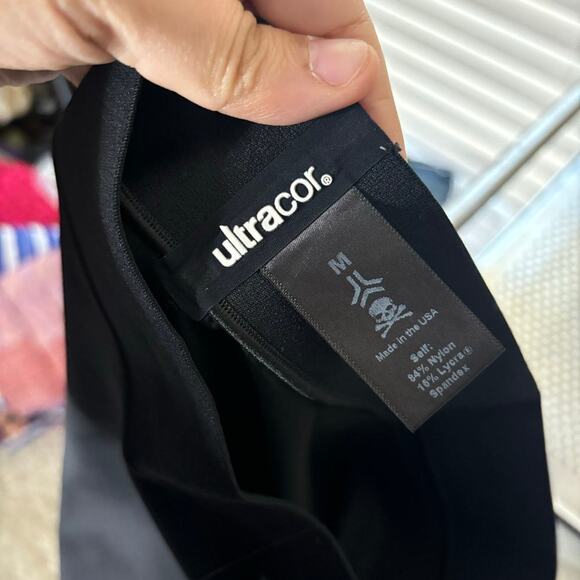 ultracor®
M
Made in the USA
Self:
84% Nylon
16% Lycra®
Spandex